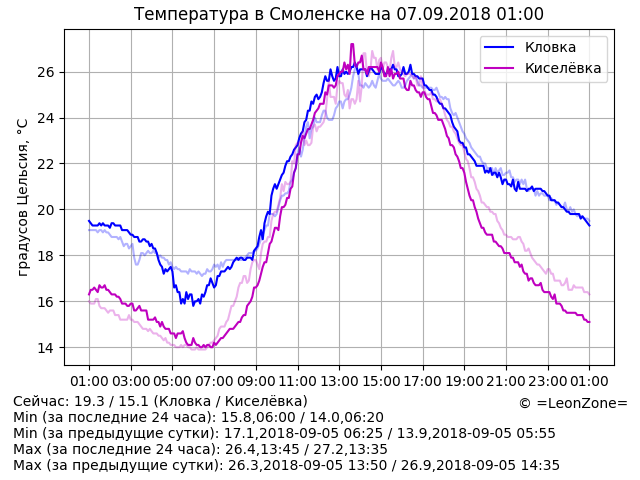 Температура в Смоленске на 07.09.2018 01:00
Кловка
Киселёвка
градусов Цельсия, °C
26
24
22
20
18
16
14
01:00 03:00 05:00 07:00 09:00 11:00 13:00 15:00 17:00 19:00 21:00 23:00 01:00
Сейчас: 19.3 / 15.1 (Кловка / Киселёвка)
© =LeonZone=
Min (за последние 24 часа): 15.8,06:00 / 14.0,06:20
Min (за предыдущие сутки): 17.1,2018-09-05 06:25 / 13.9,2018-09-05 05:55
Max (за последние 24 часа): 26.4,13:45 / 27.2,13:35
Max (за предыдущие сутки): 26.3,2018-09-05 13:50 / 26.9,2018-09-05 14:35